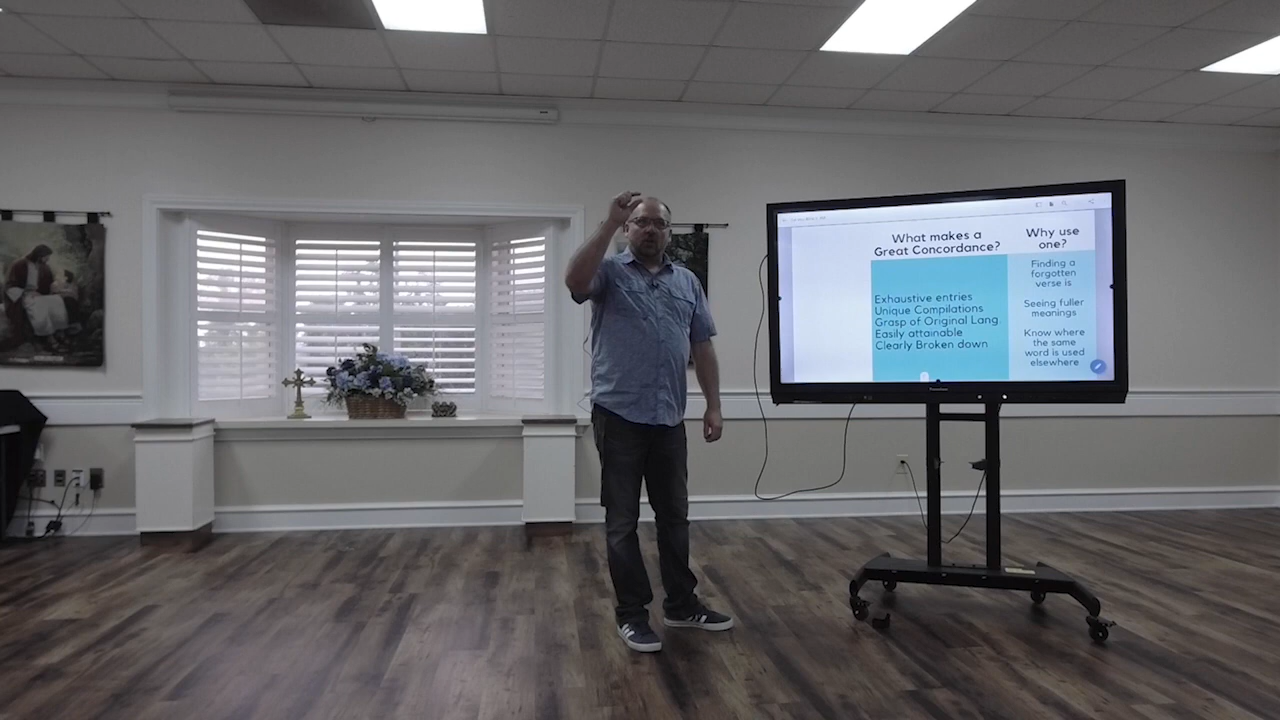 What makes a
Great Concordance?
Exhaustive entries
Unique Compilations
Grasp of Original Lang.
Easily attainable
Clearly Broken down
Why use
one?
Finding a
forgotten
verse is
Seeing fuller
meanings
Know where
the same
word is used
elsewhere